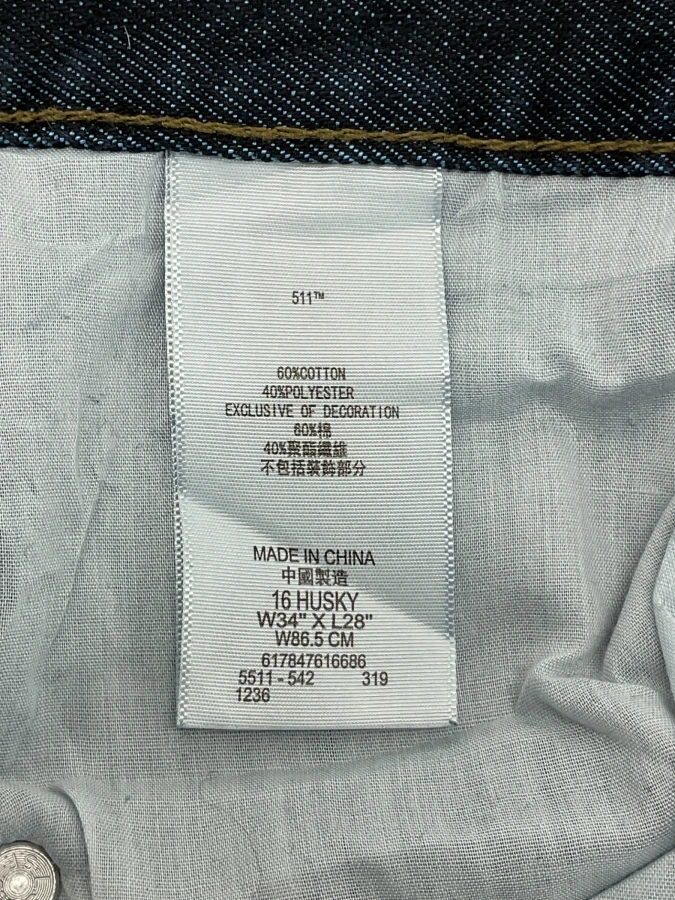 511™
60%COTTON
40%POLYESTER
EXCLUSIVE OF DECORATION
60%棉
40%聚酯纖維
不包括裝飾部分
MADE IN CHINA
中國製造
16 HUSKY
W34" X L28"
W86.5 CM
617847616686
5511-542 319
1236